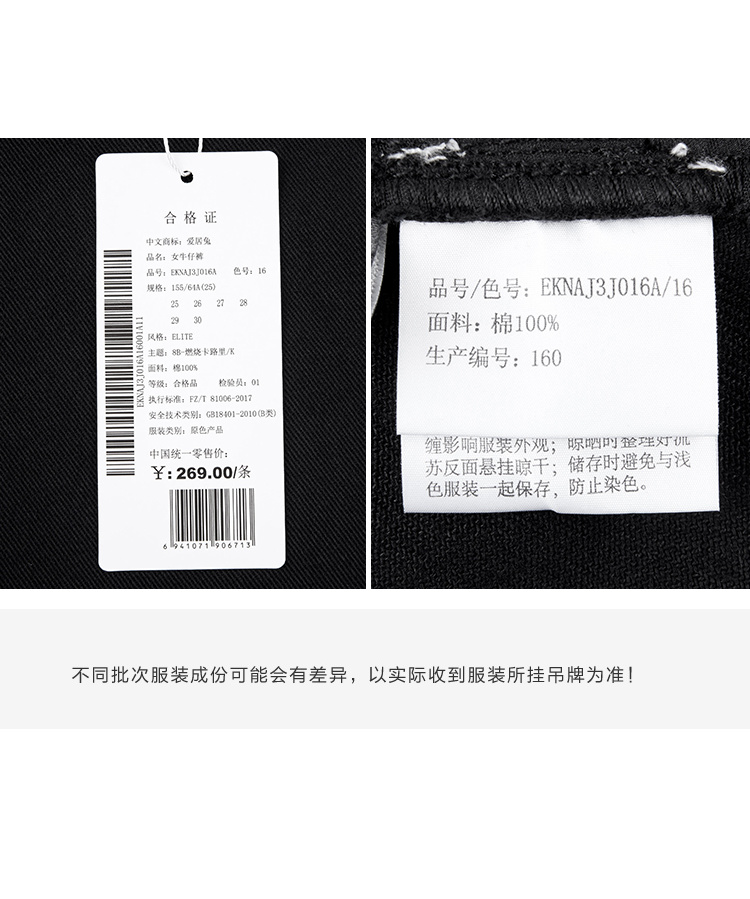 合格证
中文商标：爱居兔
品名：女牛仔裤
品号：EKNAJ3J016A 色号：16
规格：155/64A(25)
25 26 27 28
29 30
风格：ELITE
主题：8B-燃烧卡路里/K
面料：棉100%
等级：合格品 检验员：01
执行标准：FZ/T 81006-2017
安全技术类别：GB18401-2010(B类)
服装类别：原色产品
中国统一零售价：
¥:269.00/条
6 941071 906713
EKNAJ3J016A16001A11
品号/色号：EKNAJ3J016A/16
面料：棉100%
生产编号：160
缠影响服装外观；晾晒时整理好流
苏反面悬挂晾干；储存时避免与浅
色服装一起保存，防止染色。
不同批次服装成份可能会有差异，以实际收到服装所挂吊牌为准！